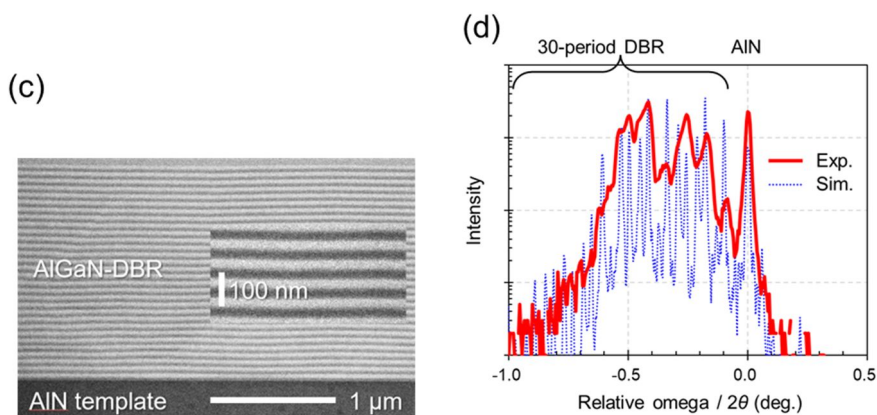 (c)
AlGaN-DBR
100 nm
AlN template
1 μm
(d)
30-period DBR
AlN
Exp.
Sim.
Intensity
-1.0
-0.5
0.0
0.5
Relative omega / 2θ (deg.)